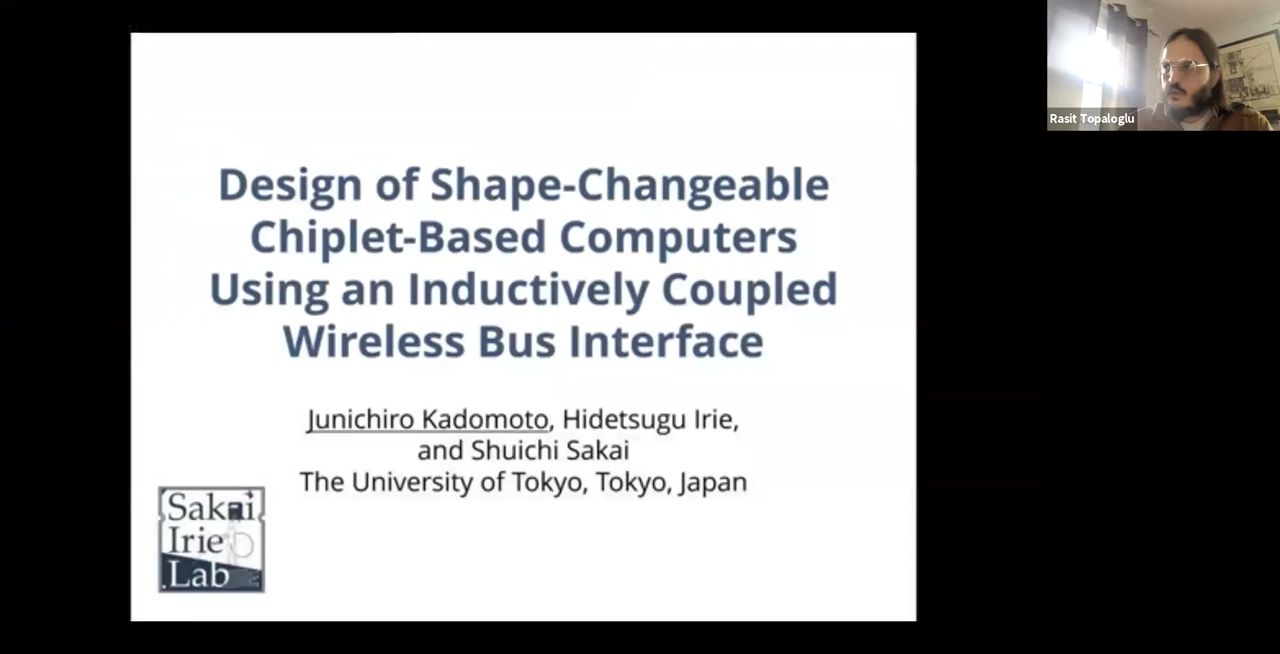 Design of Shape-Changeable
Chiplet-Based Computers
Using an Inductively Coupled
Wireless Bus Interface
Junichiro Kadomoto, Hidetsugu Irie,
and Shuichi Sakai
The University of Tokyo, Tokyo, Japan
Sakai
Irie
Lab
Rasit Topaloglu